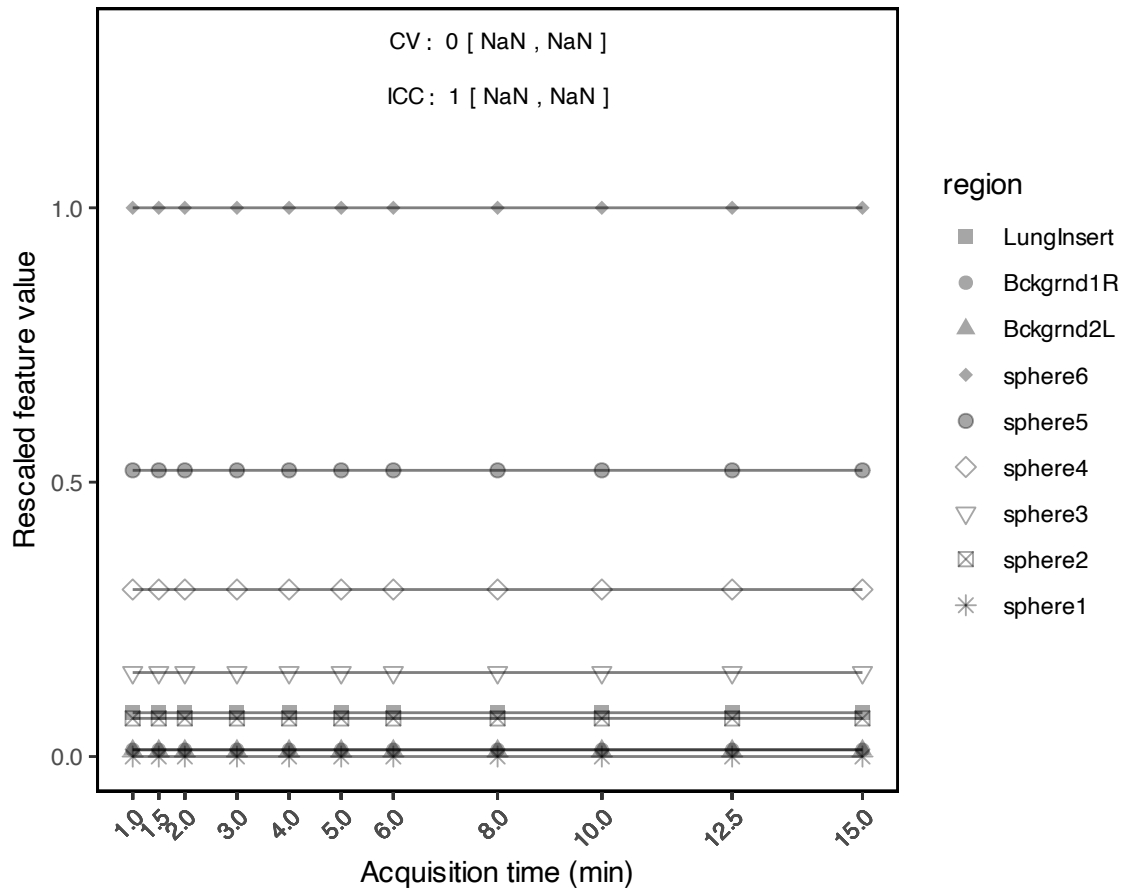 CV: 0 [ NaN , NaN ]
ICC: 1 [ NaN , NaN ]
Rescaled feature value
1.0
0.5
0.0
1.0
1.5
2.0
3.0
4.0
5.0
6.0
8.0
10.0
12.5
15.0
Acquisition time (min)
region
LungInsert
Bckgrnd1R
Bckgrnd2L
sphere6
sphere5
sphere4
sphere3
sphere2
sphere1